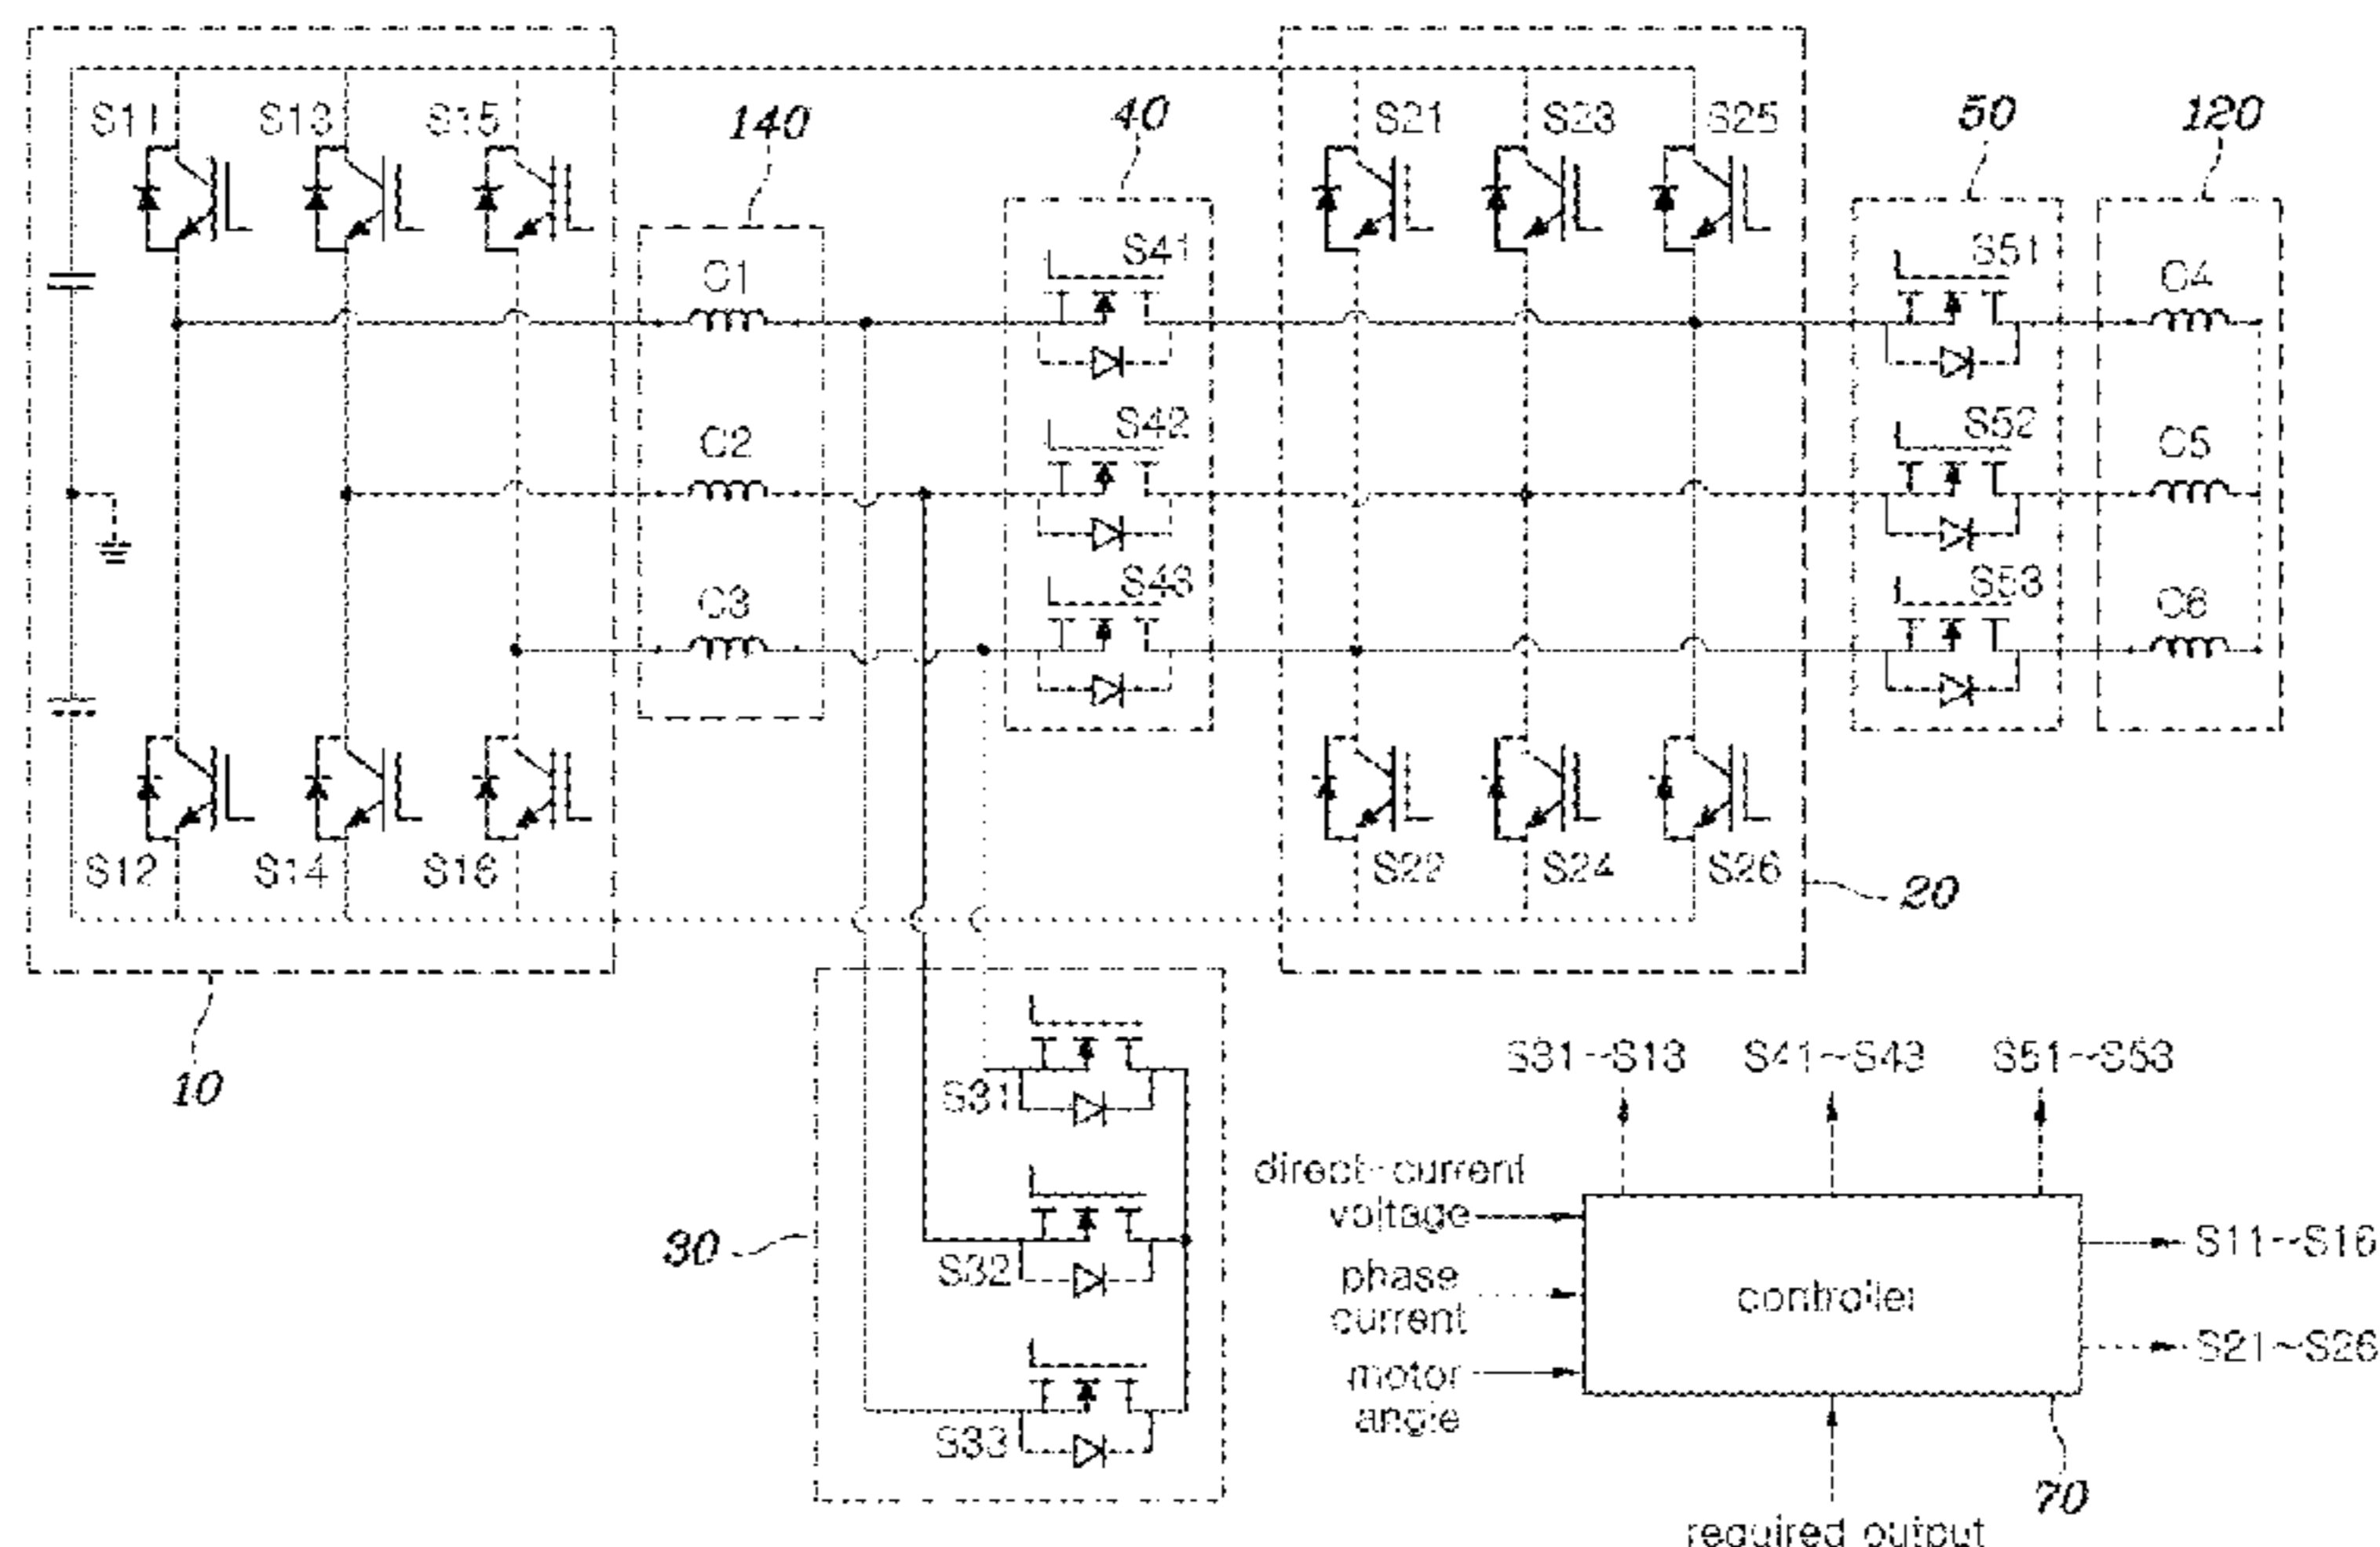 S11
S13
S15
140
40
S21
S23
S25
50
120
C1
S41
S51
C4
C2
S42
S52
C5
C3
S43
S53
C6
S12
S14
S16
S22
S24
S26
20
10
S31
S32
S33
30
S31~S13
S41~S43
S51~S53
direct-current
voltage
phase
current
motor
angle
controller
S11~S16
S21~S26
70
required output